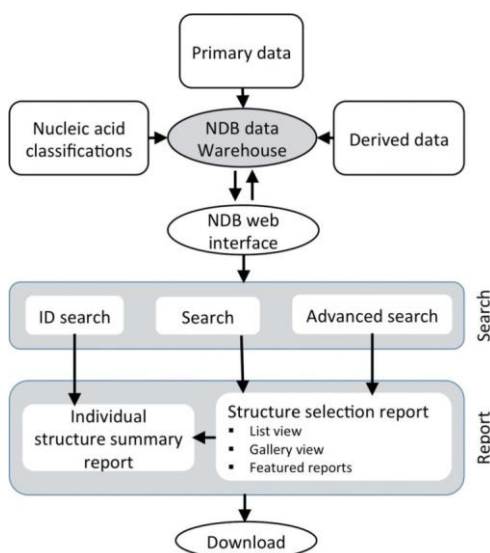 Primary data
Nucleic acid
classifications
NDB data
Warehouse
Derived data
NDB web
interface
ID search
Search
Advanced search
Search
Individual
structure summary
report
Structure selection report
▪ List view
▪ Gallery view
▪ Featured reports
Report
Download